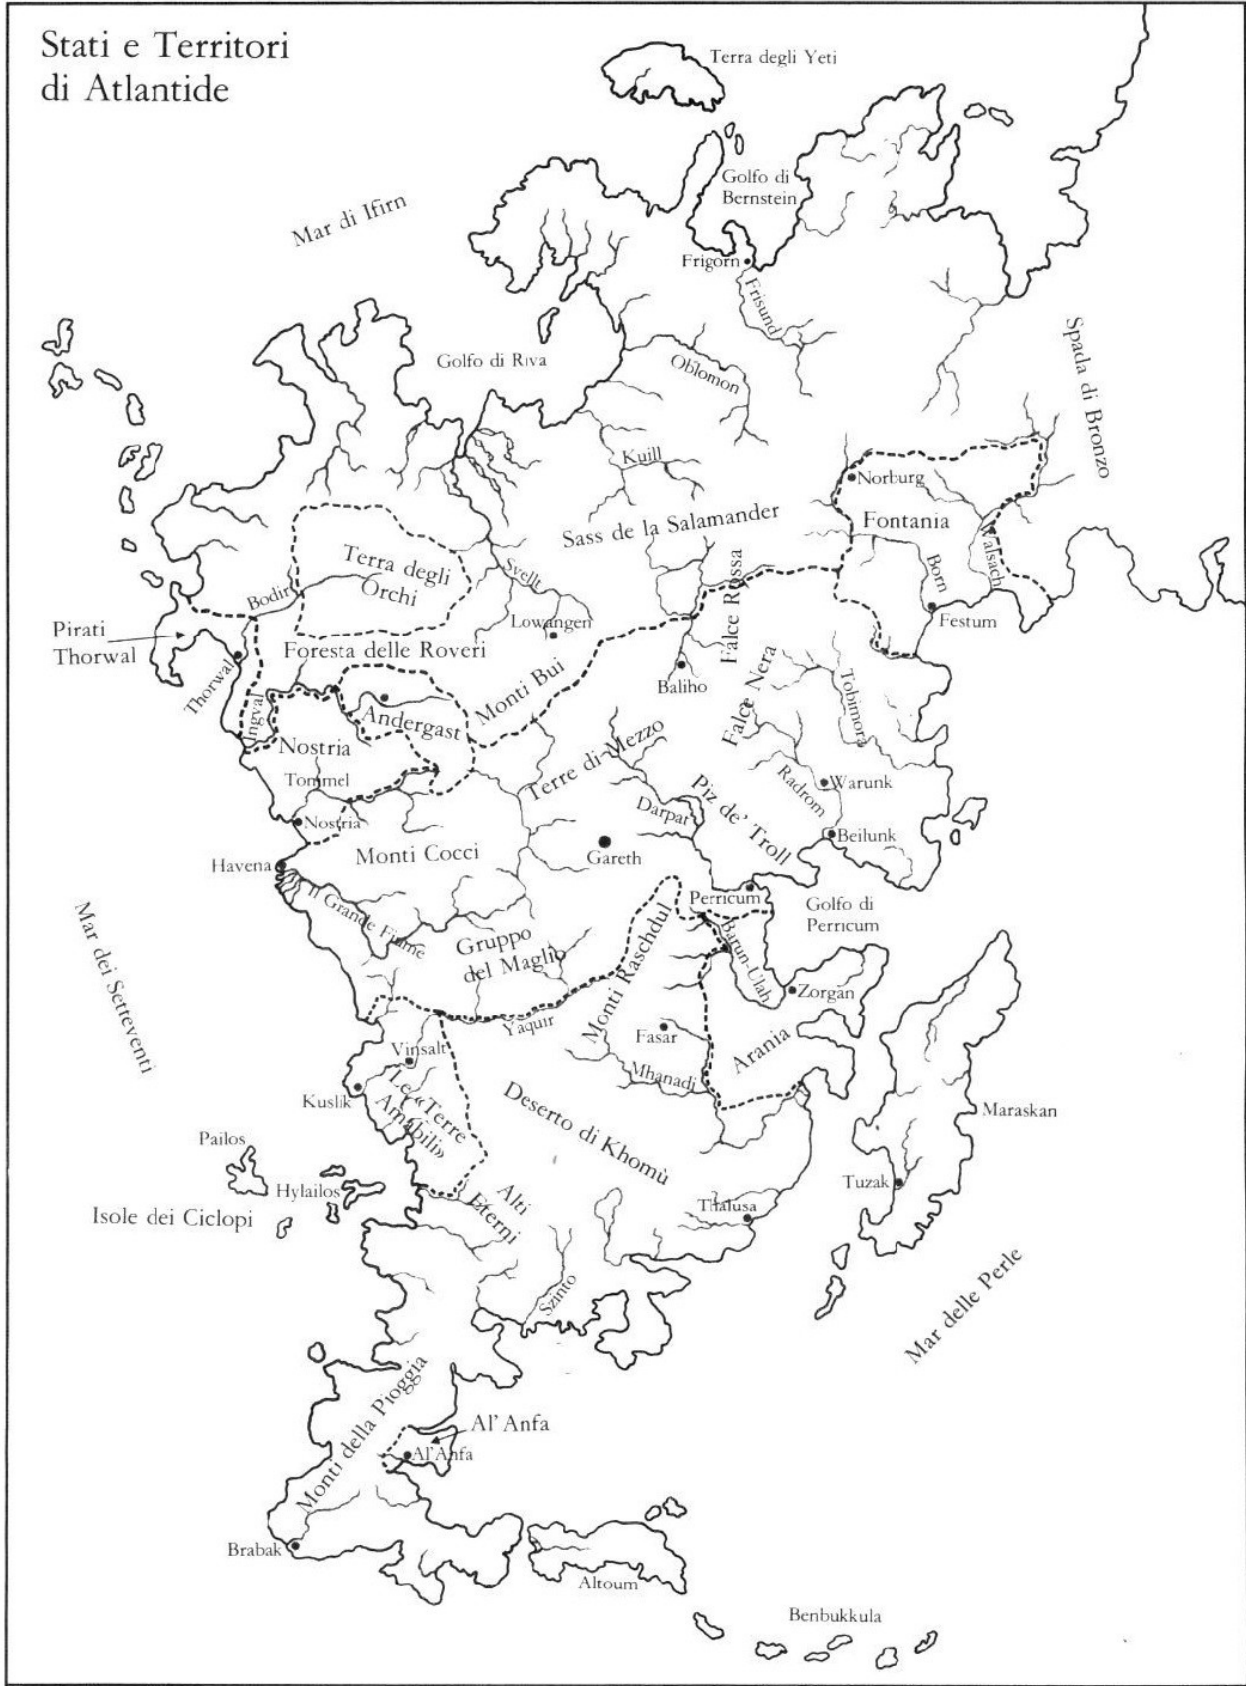 Stati e Territori
di Atlantide
Terra degli Yeti
Golfo di
Bernstein
Mar di Ifirn
Frigorn
Frisund
Golfo di Riva
Oblomon
Spada di Bronzo
Kuill
Norburg
Sass de la Salamander
Fontania
Walsach
Born
Terra degli
Orchi
Svellt
Bodir
Lowangen
Falce Rossa
Festum
Pirati
Thorwal
Foresta delle Roveri
Thorwal
Monti Bui
Baliho
Falce Nera
Tobimora
Ingval
Andergast
Nostria
Tommel
Terre di Mezzo
Radrom
Warunk
Darpat
Piz de' Troll
Nostria
Beilunk
Monti Cocci
Gareth
Havena
Il Grande Fiume
Perricum
Golfo di
Perricum
Mar dei Setteventi
Gruppo
del Maglio
Monti Raschdul
Barun-Ulah
Zorgan
Yaquir
Fasar
Arania
Vinsalt
Mhanadi
Kuslik
Le «Terre
Amabili»
Deserto di Khomù
Maraskan
Pailos
Hylailos
Tuzak
Isole dei Ciclopi
Alti
Eterni
Thalusa
Szinto
Mar delle Perle
Monti della Pioggia
Al'Anfa
Al'Anfa
Brabak
Altoum
Benbukkula